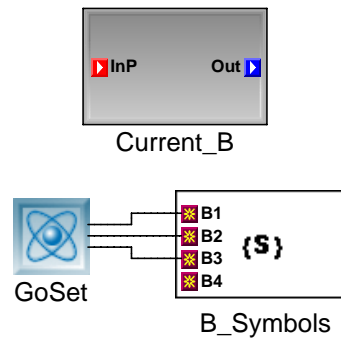 InP Out
Current_B
B1
B2
{S}
B3
B4
GoSet
B_Symbols